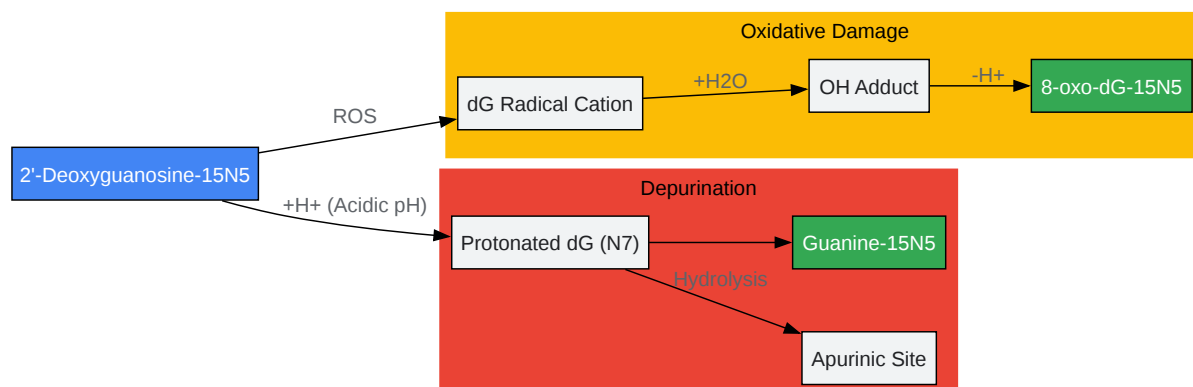 Oxidative Damage
+H2O
-H+
dG Radical Cation
OH Adduct
8-oxo-dG-15N5
ROS
2'-Deoxyguanosine-15N5
+H+ (Acidic pH)
Depurination
Protonated dG (N7)
Guanine-15N5
Hydrolysis
Apurinic Site